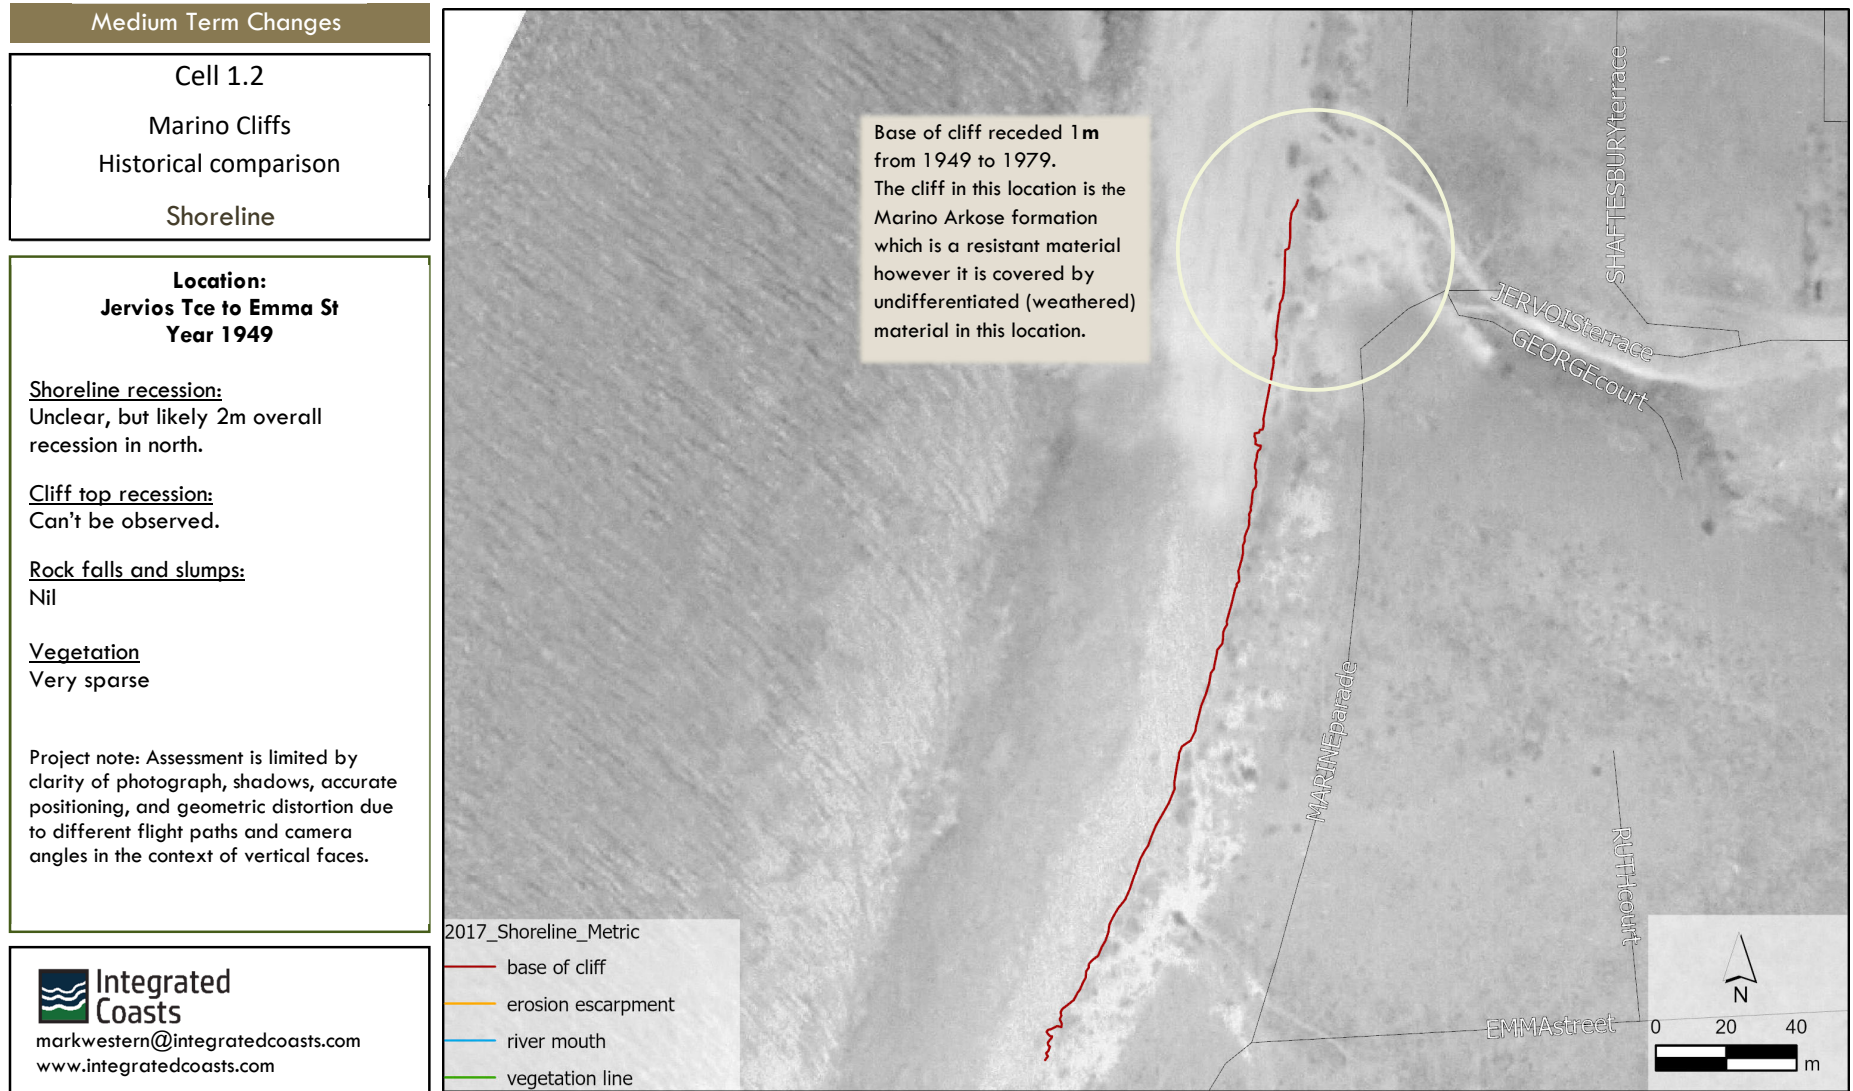 Medium Term Changes
Cell 1.2
Marino Cliffs
Historical comparison
Shoreline
Location:
Jervios Tce to Emma St
Year 1949
Shoreline recession:
Unclear, but likely 2m overall
recession in north.
Cliff top recession:
Can't be observed.
Rock falls and slumps:
Nil
Vegetation
Very sparse
Project note: Assessment is limited by
clarity of photograph, shadows, accurate
positioning, and geometric distortion due
to different flight paths and camera
angles in the context of vertical faces.
Integrated
Coasts
markwestern@integratedcoasts.com
www.integratedcoasts.com
Base of cliff receded 1m
from 1949 to 1979.
The cliff in this location is the
Marino Arkose formation
which is a resistant material
however it is covered by
undifferentiated (weathered)
material in this location.
SHAFTESBURYterrace
JERVOISterrace
GEORGEcourt
MARINEparade
RUTHcourt
EMMAstreet
2017_Shoreline_Metric
base of cliff
erosion escarpment
river mouth
vegetation line
N
0 20 40
m